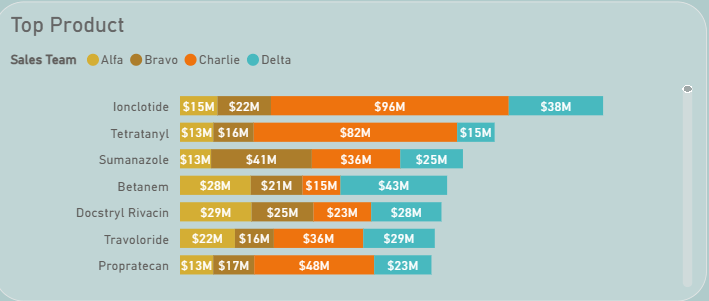 Top Product
Sales Team Alfa Bravo Charlie Delta
Ionclotide $15M $22M $96M $38M
Tetratanyl $13M $16M $82M $15M
Sumanazole $13M $41M $36M $25M
Betanem $28M $21M $15M $43M
Docstryl Rivacin $29M $25M $23M $28M
Travoloride $22M $16M $36M $29M
Propratecan $13M $17M $48M $23M